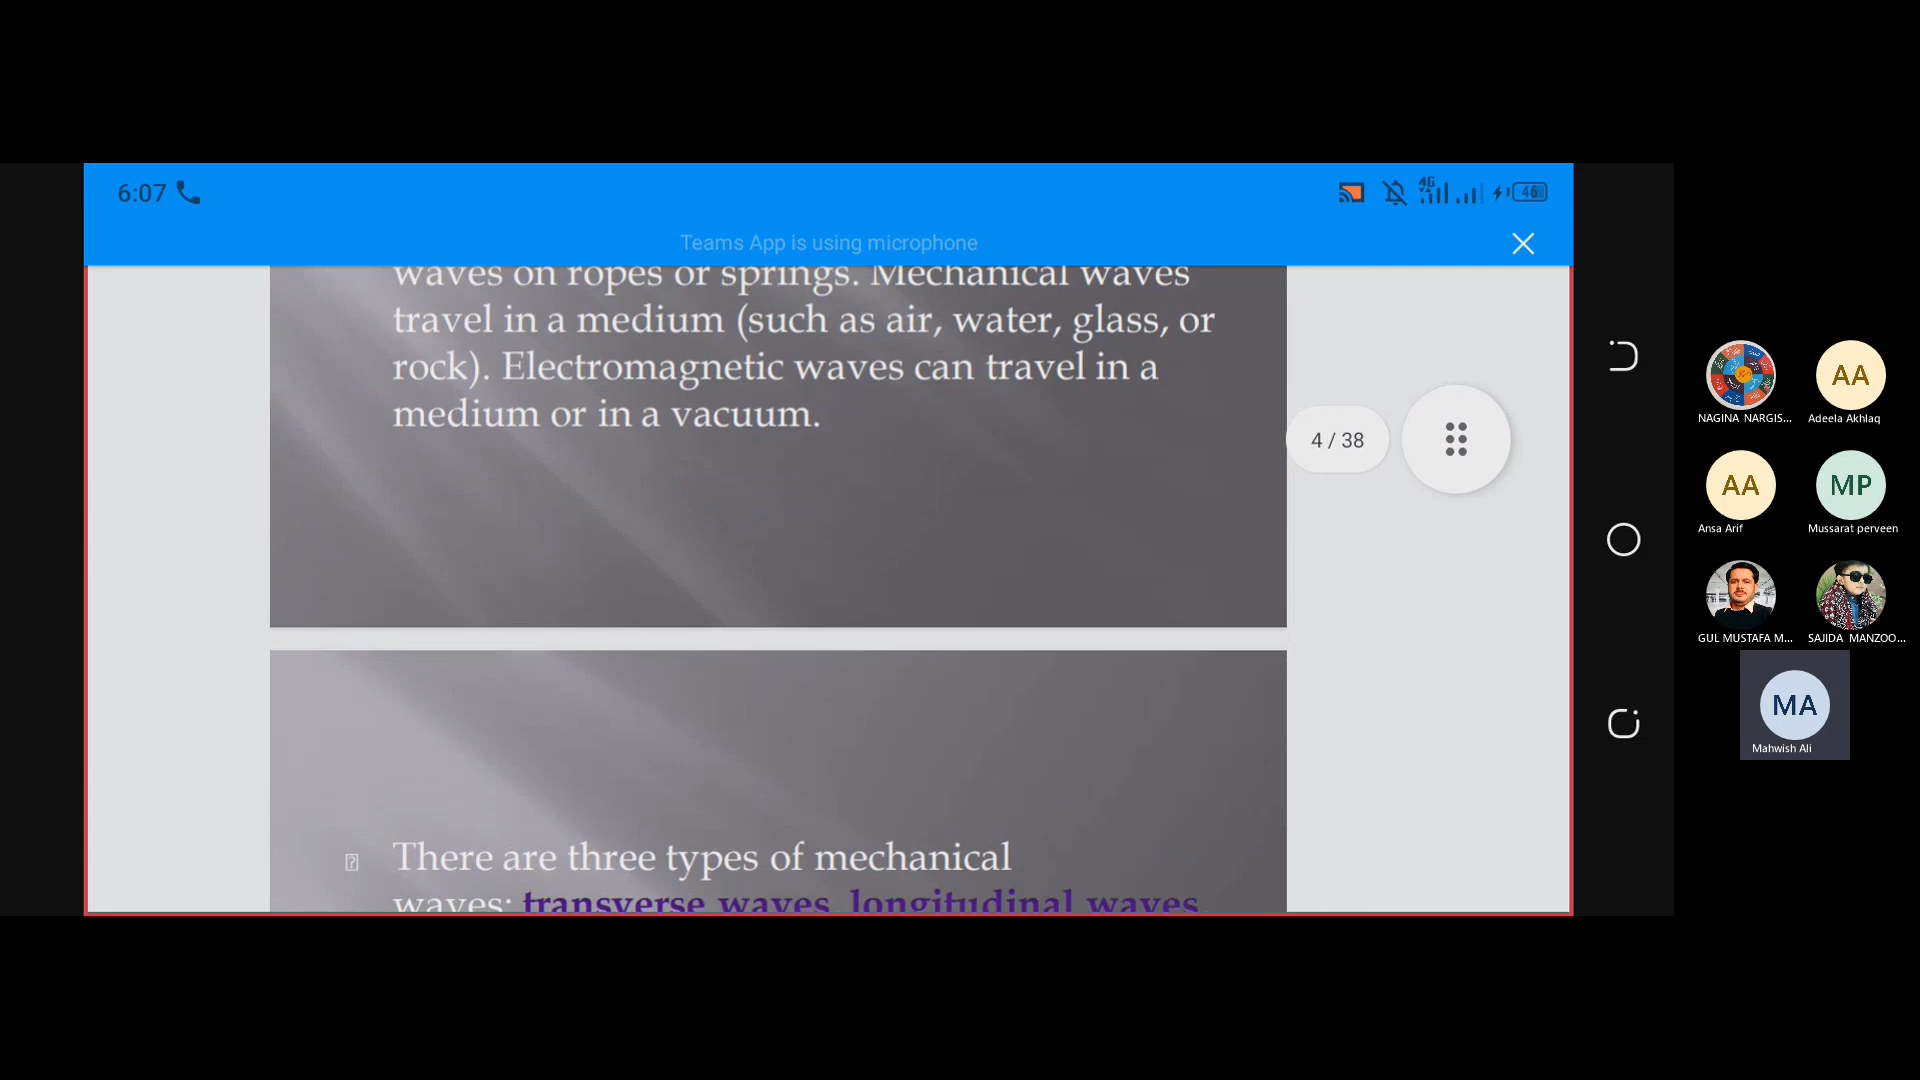 6:07
4G
46
Teams App is using microphone
waves on ropes or springs. Mechanical waves
travel in a medium (such as air, water, glass, or
rock). Electromagnetic waves can travel in a
medium or in a vacuum.
4 / 38
There are three types of mechanical
waves: transverse waves, longitudinal waves,
NAGINA NARGIS...
AA
Adeela Akhlaq
AA
Ansa Arif
MP
Mussarat perveen
GUL MUSTAFA M...
SAJIDA MANZOO...
MA
Mahwish Ali